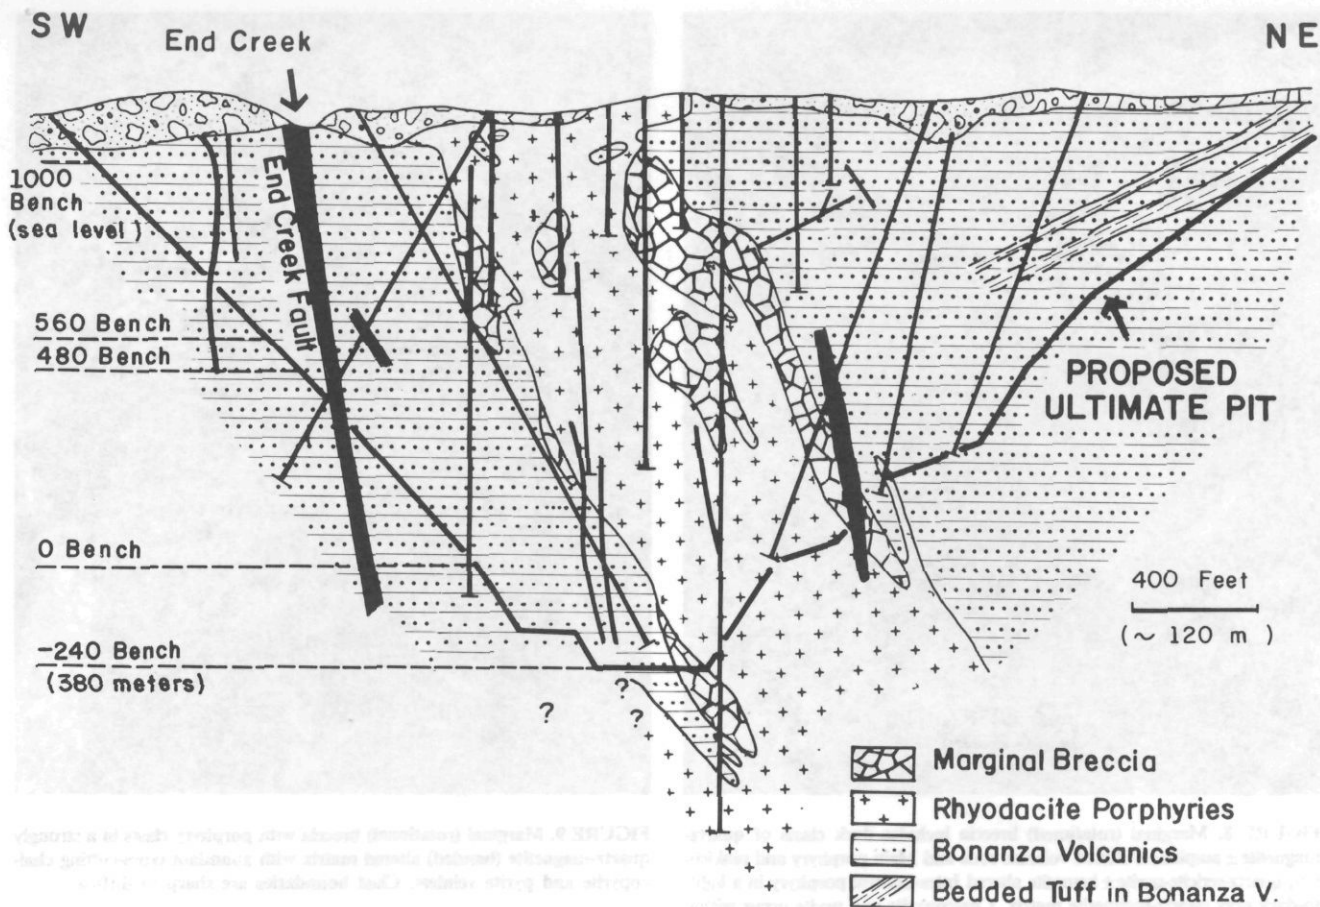 SW
NE
End Creek
End Creek Fault
1000
Bench
(sea level)
560 Bench
480 Bench
0 Bench
-240 Bench
(380 meters)
PROPOSED
ULTIMATE PIT
400 Feet
(~ 120 m)
?
?
?
Marginal Breccia
Rhyodacite Porphyries
Bonanza Volcanics
Bedded Tuff in Bonanza V.